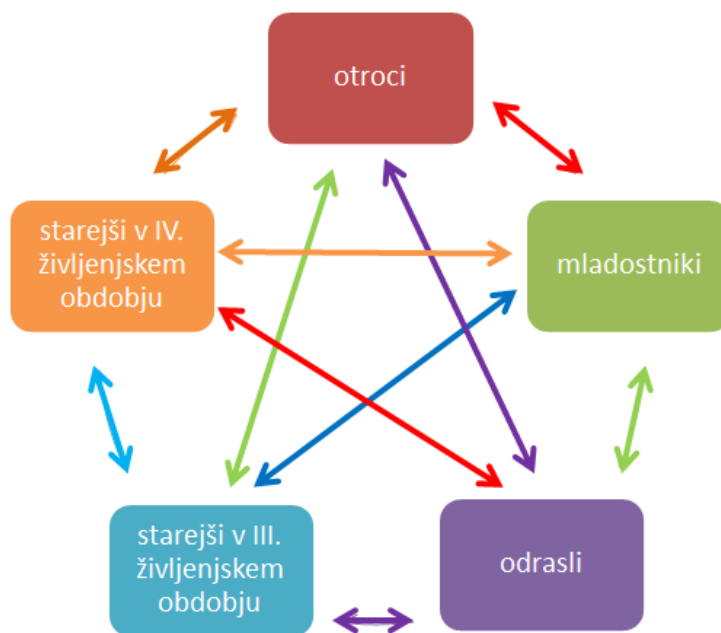 otroci
starejši v IV.
življenjskem
obdobju
mladostniki
starejši v III.
življenjskem
obdobju
odrasli